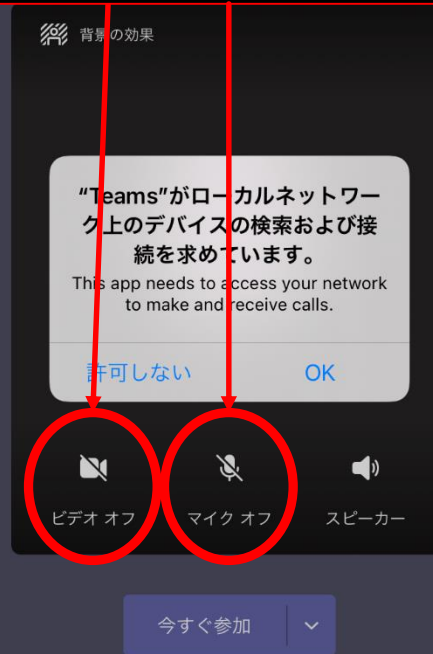 背景の効果
“Teams”がローカルネットワー
ク上のデバイスの検索および接
続を求めています。
This app needs to access your network
to make and receive calls.
許可しない
OK
ビデオ オフ
マイク オフ
スピーカー
今すぐ参加